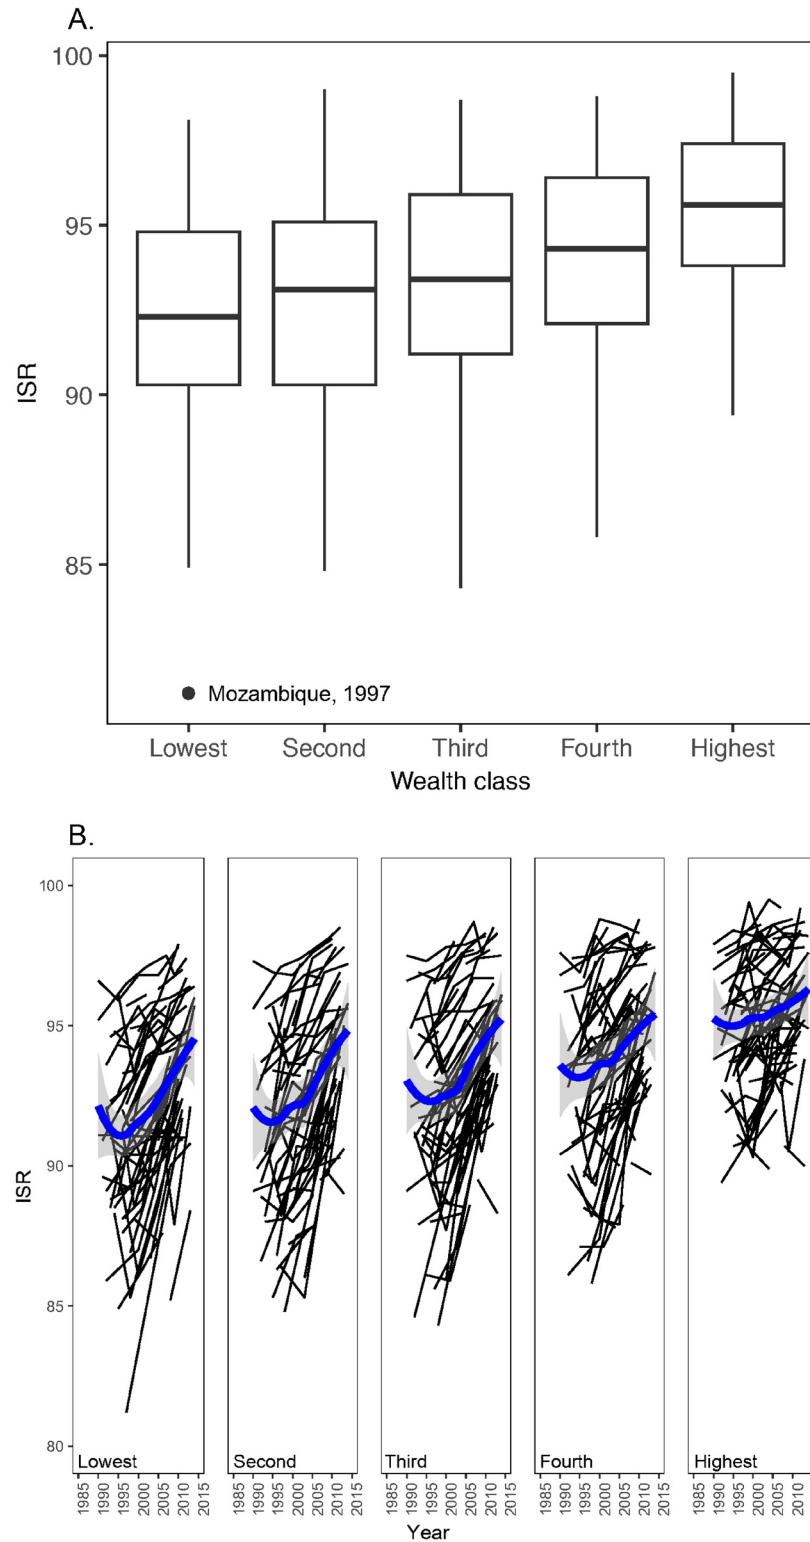 A.
100
95
90
85
ISR
Mozambique, 1997
Lowest Second Third Fourth Highest
Wealth class
B.
100
95
90
85
80
ISR
Lowest Second Third Fourth Highest
1985 1990 1995 2000 2005 2010 2015 1985 1990 1995 2000 2005 2010 2015 1985 1990 1995 2000 2005 2010 2015 1985 1990 1995 2000 2005 2010 2015 1985 1990 1995 2000 2005 2010
Year